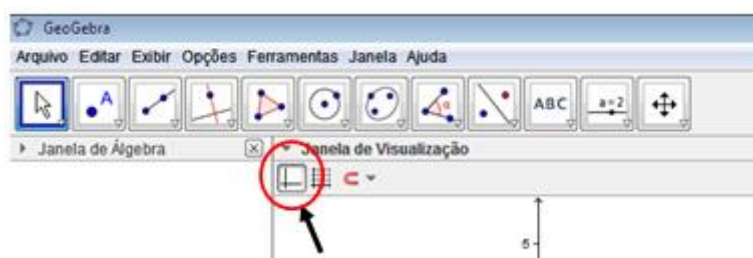 GeoGebra
Arquivo Editar Exibir Opções Ferramentas Janela Ajuda
A α ABC a=2
Janela de Álgebra Janela de Visualização
5